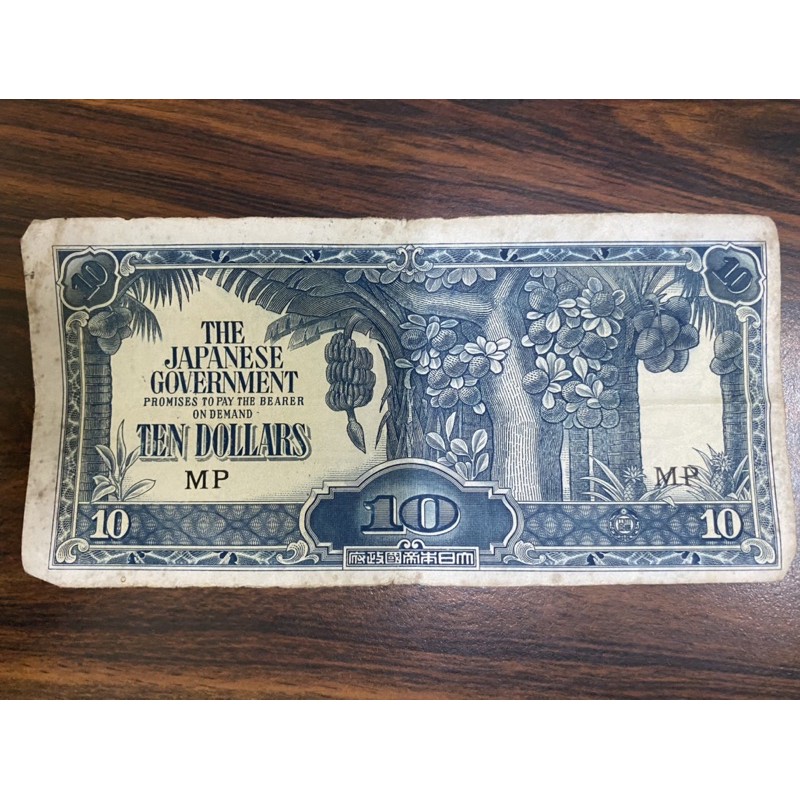 10 10
THE
JAPANESE
GOVERNMENT
PROMISES TO PAY THE BEARER
ON DEMAND
TEN DOLLARS
MP MP
10 10 10
府政國帝本日大